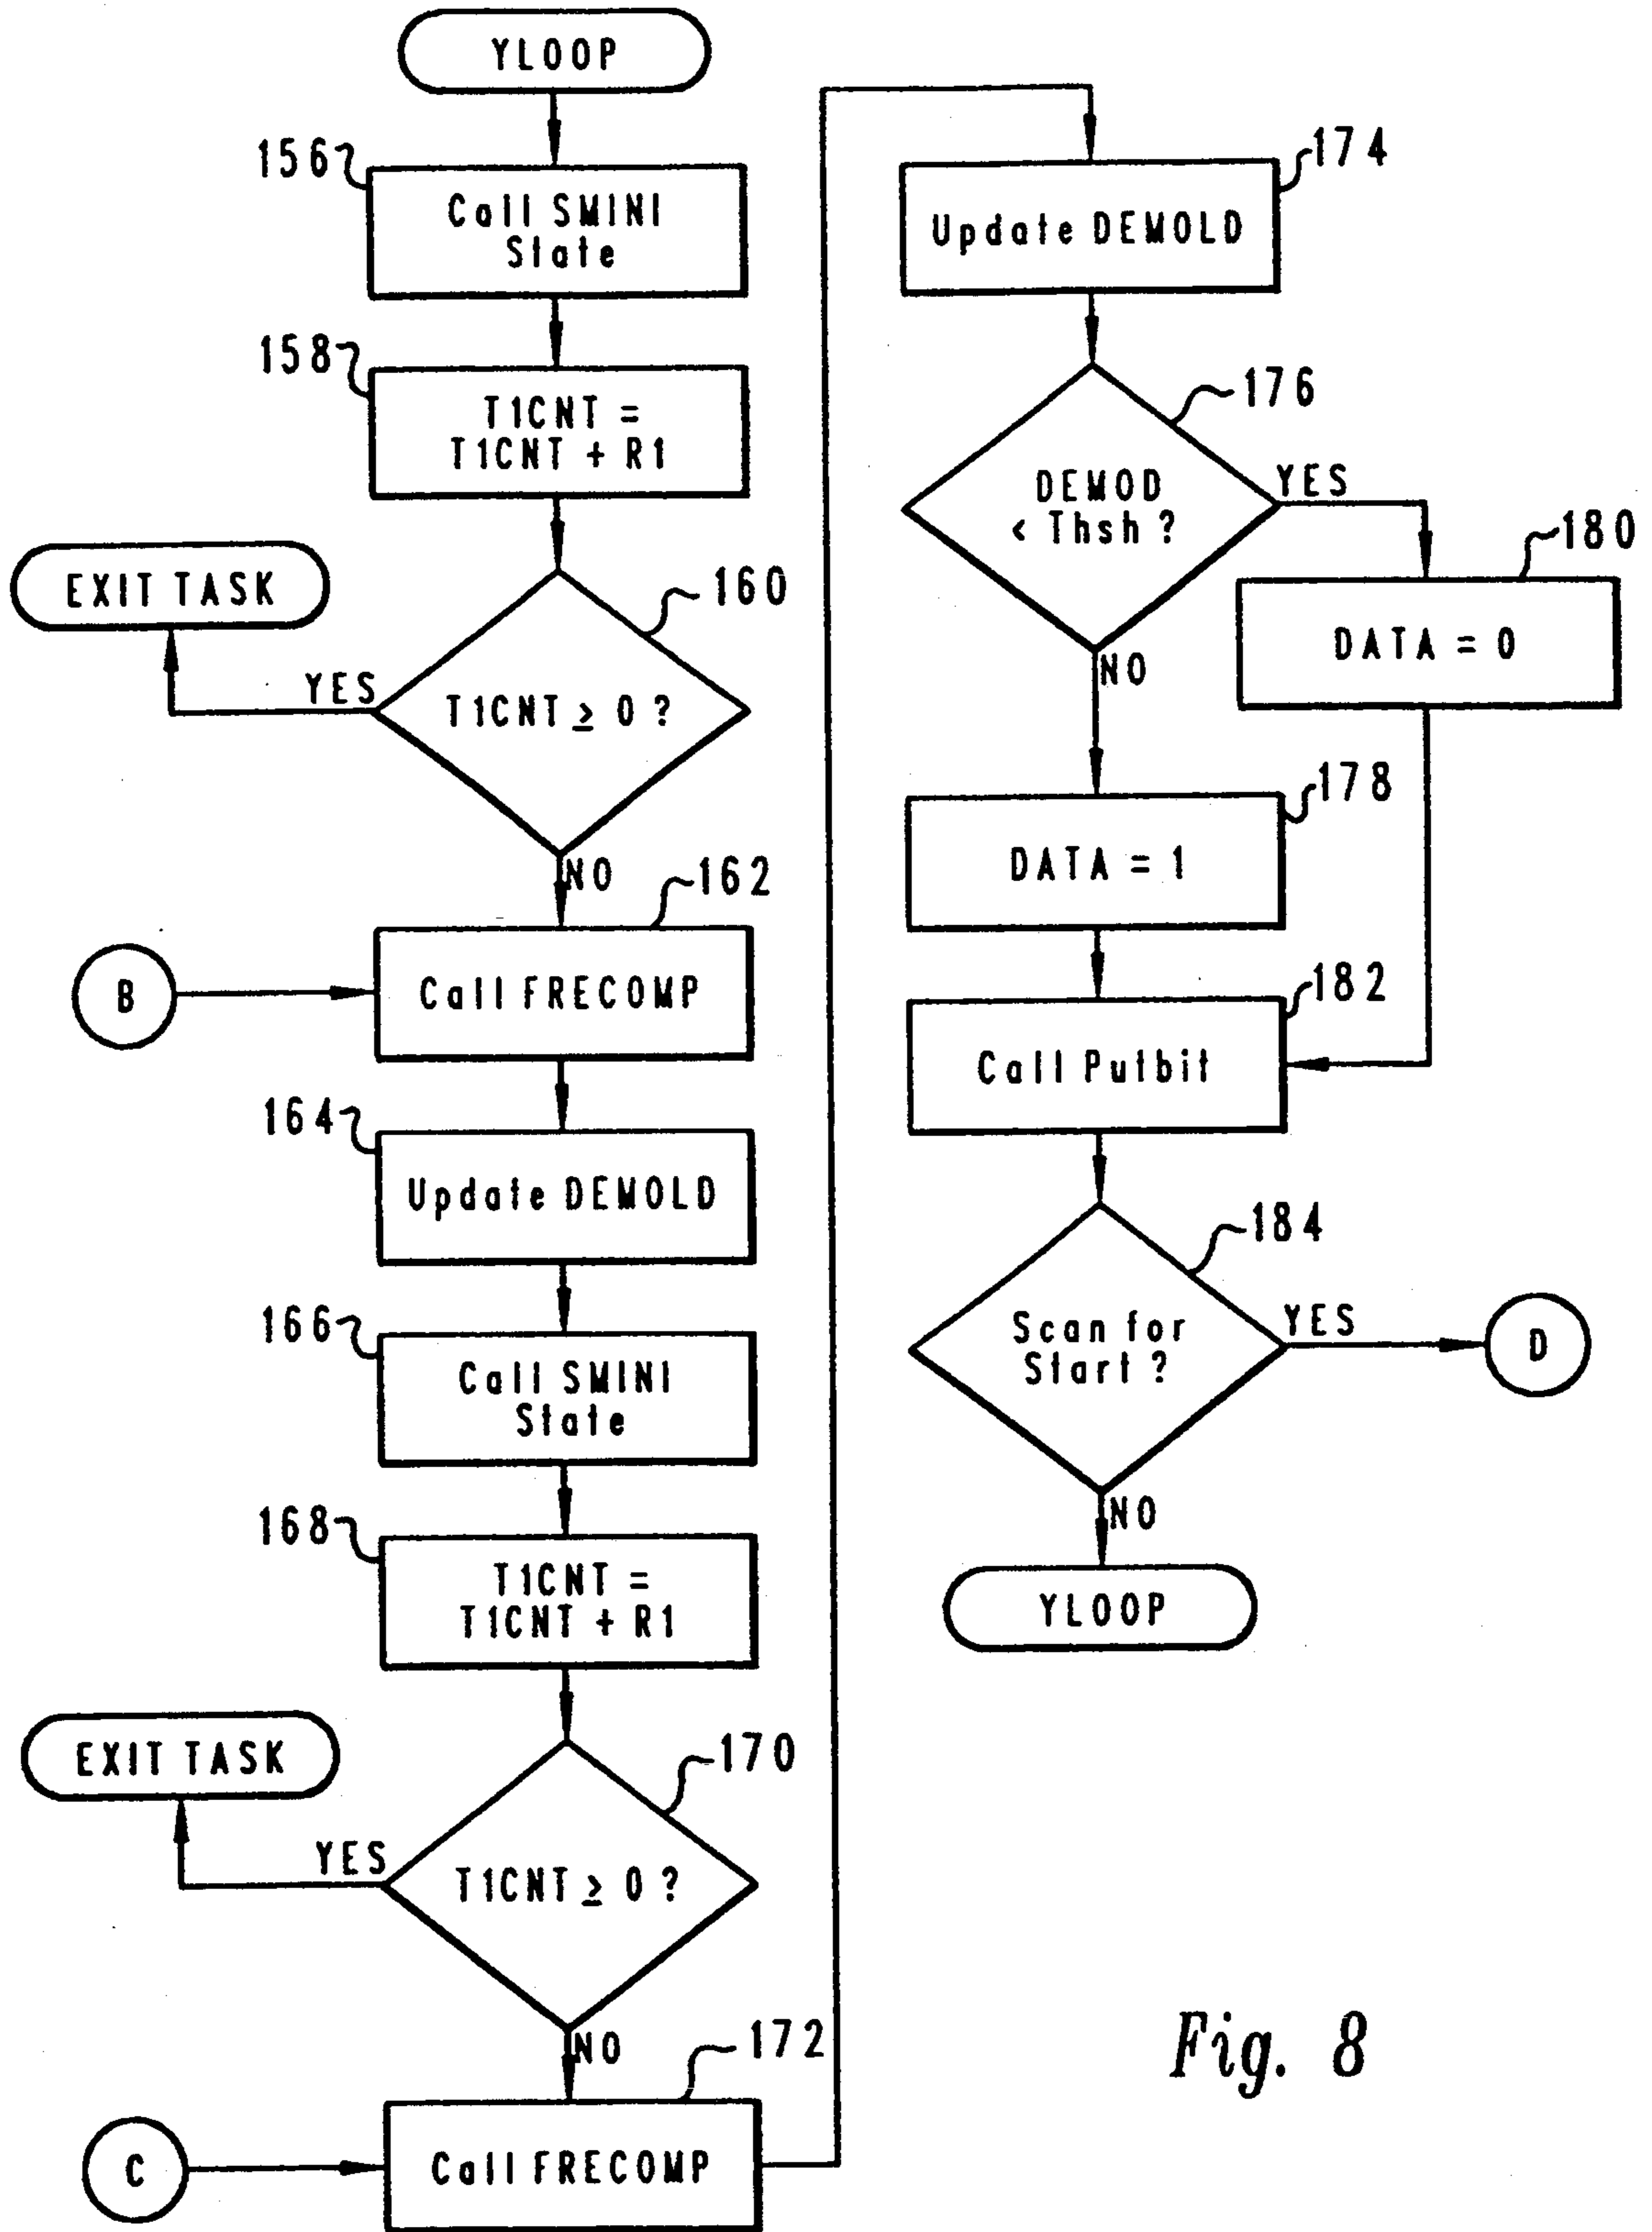 YLOOP
156
Call SMINI
State
158
T1CNT =
T1CNT + R1
EXIT TASK
160
YES
T1CNT ≥ 0 ?
NO
162
B
Call FRECOMP
164
Update DEMOLD
166
Call SMINI
State
168
T1CNT =
T1CNT + R1
EXIT TASK
170
YES
T1CNT ≥ 0 ?
NO
172
C
Call FRECOMP
174
Update DEMOLD
176
DEMOD
< Thsh ?
YES
180
DATA = 0
NO
178
DATA = 1
182
Call Putbit
184
Scan for
Start ?
YES
D
NO
YLOOP
Fig. 8